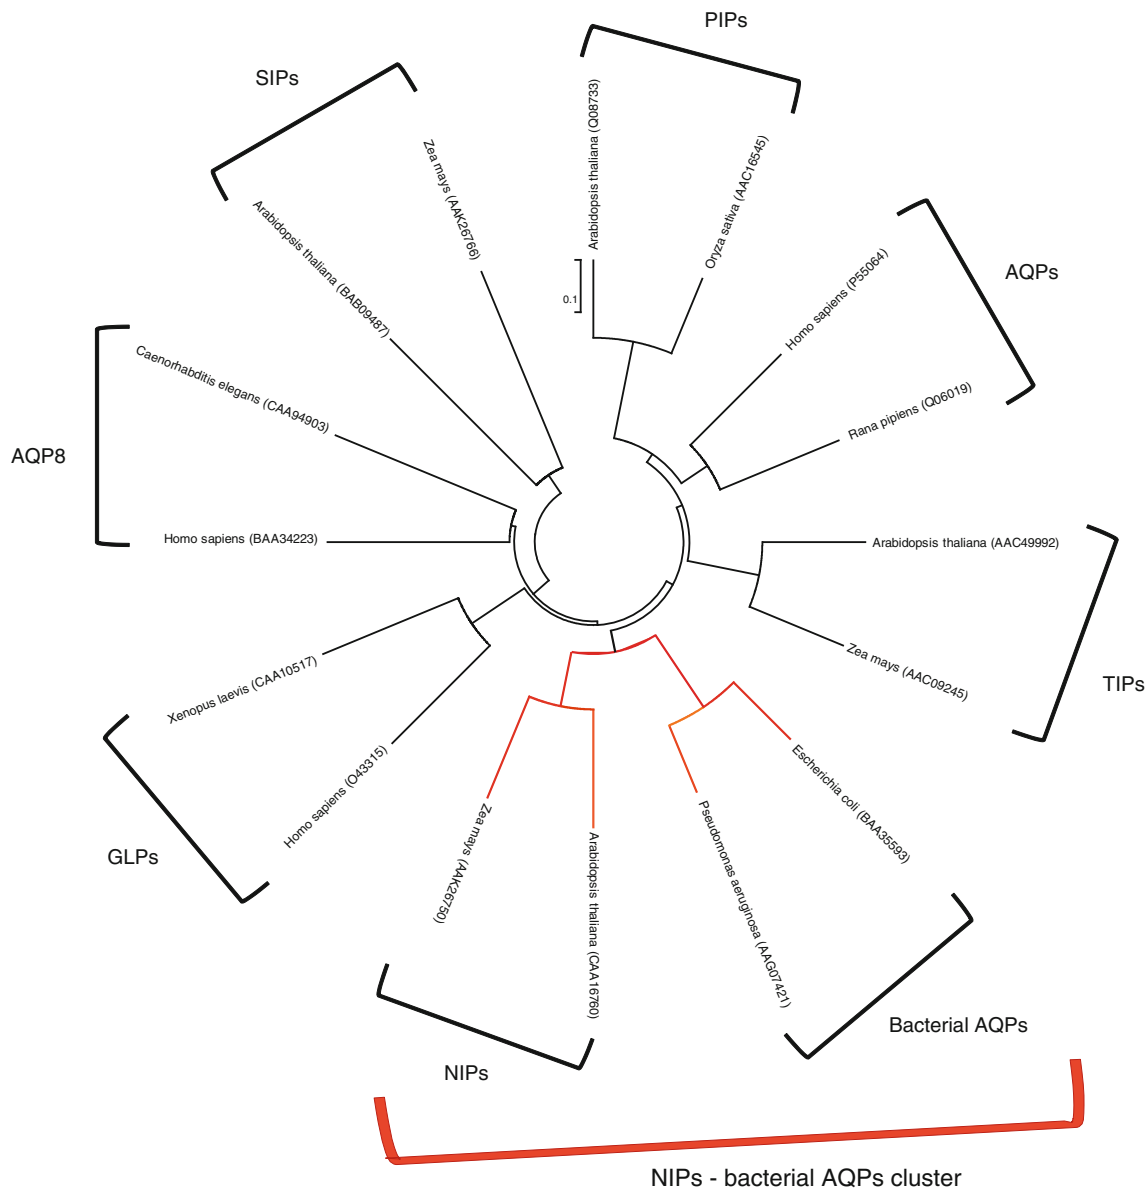 PIPs
SIPs
Arabidopsis thaliana (Q08733)
Oryza sativa (AAC16545)
Zea mays (AAK26766)
Arabidopsis thaliana (BAB09487)
Homo sapiens (P55064)
AQPs
0.1
Caenorhabditis elegans (CAA94903)
Rana pipiens (Q06019)
AQP8
Homo sapiens (BAA34223)
Arabidopsis thaliana (AAC49992)
Zea mays (AAC09245)
TIPs
Xenopus laevis (CAA10517)
Homo sapiens (O43315)
Escherichia coli (BAA35593)
GLPs
Zea mays (AAK26750)
Arabidopsis thaliana (CAA16760)
Pseudomonas aeruginosa (AAG07421)
Bacterial AQPs
NIPs
NIPs - bacterial AQPs cluster